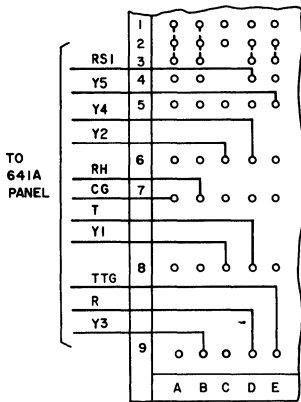 1
2
RS1 3
Y5 4
Y4 5
Y2
6
TO
641A
PANEL
RH
CG 7
T
Y1
8
TTG
R
Y3
9
A B C D E